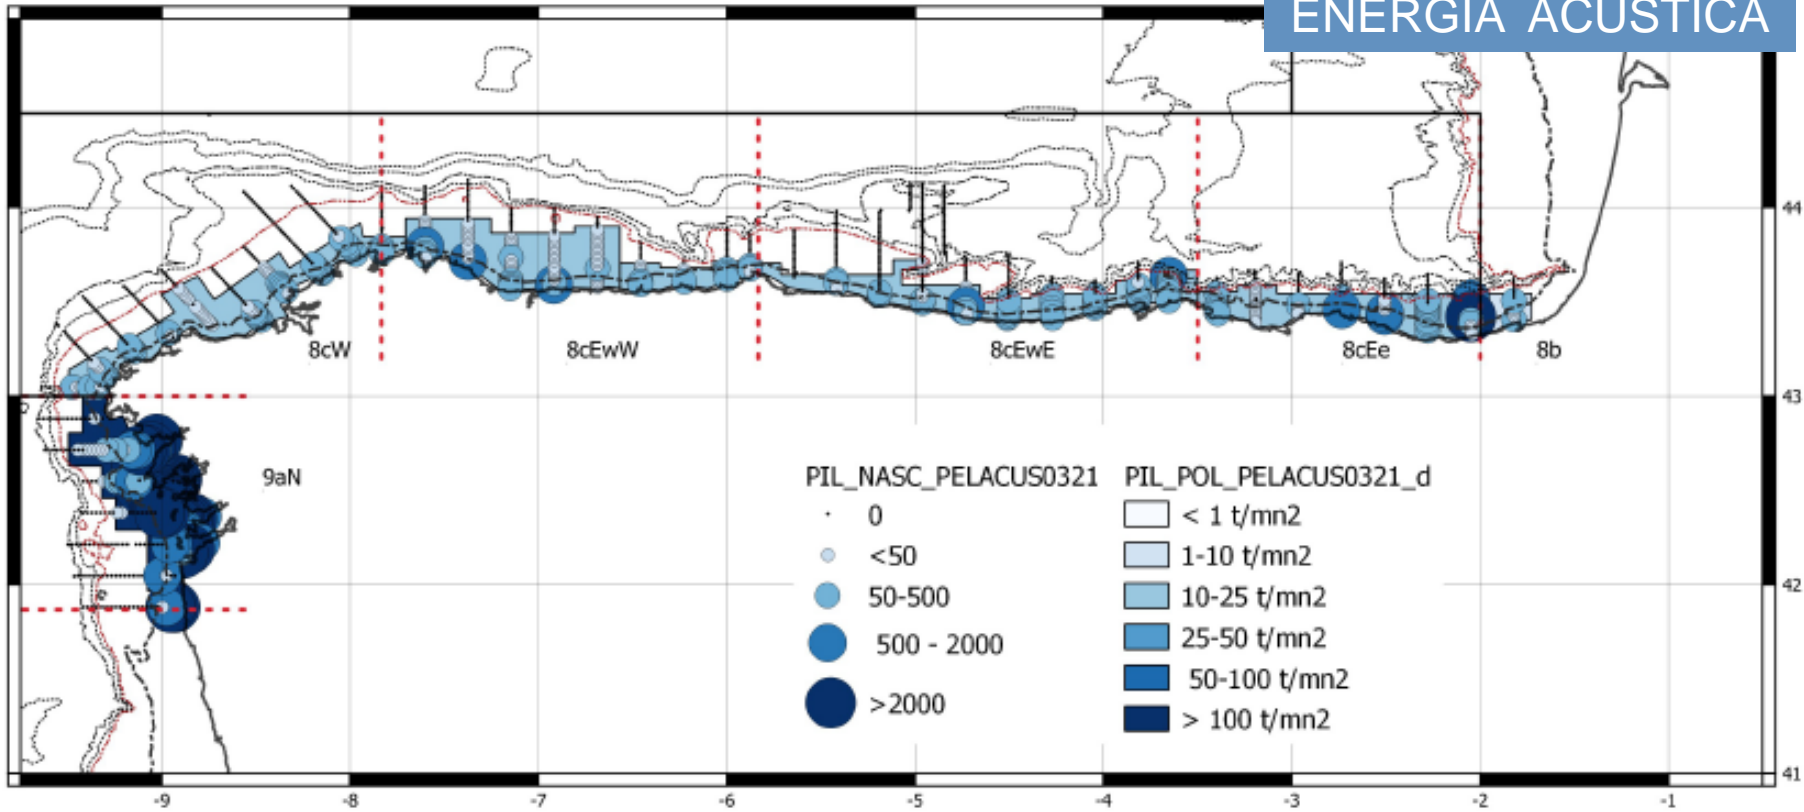 ENERGIA ACUSTICA
44
8cW
8cEwW
8cEwE
8cEe
8b
43
9aN
PIL_NASC_PELACUS0321
0
<50
50-500
500 - 2000
>2000
PIL_POL_PELACUS0321_d
< 1 t/mn2
1-10 t/mn2
10-25 t/mn2
25-50 t/mn2
50-100 t/mn2
> 100 t/mn2
42
41
-9
-8
-7
-6
-5
-4
-3
-2
-1